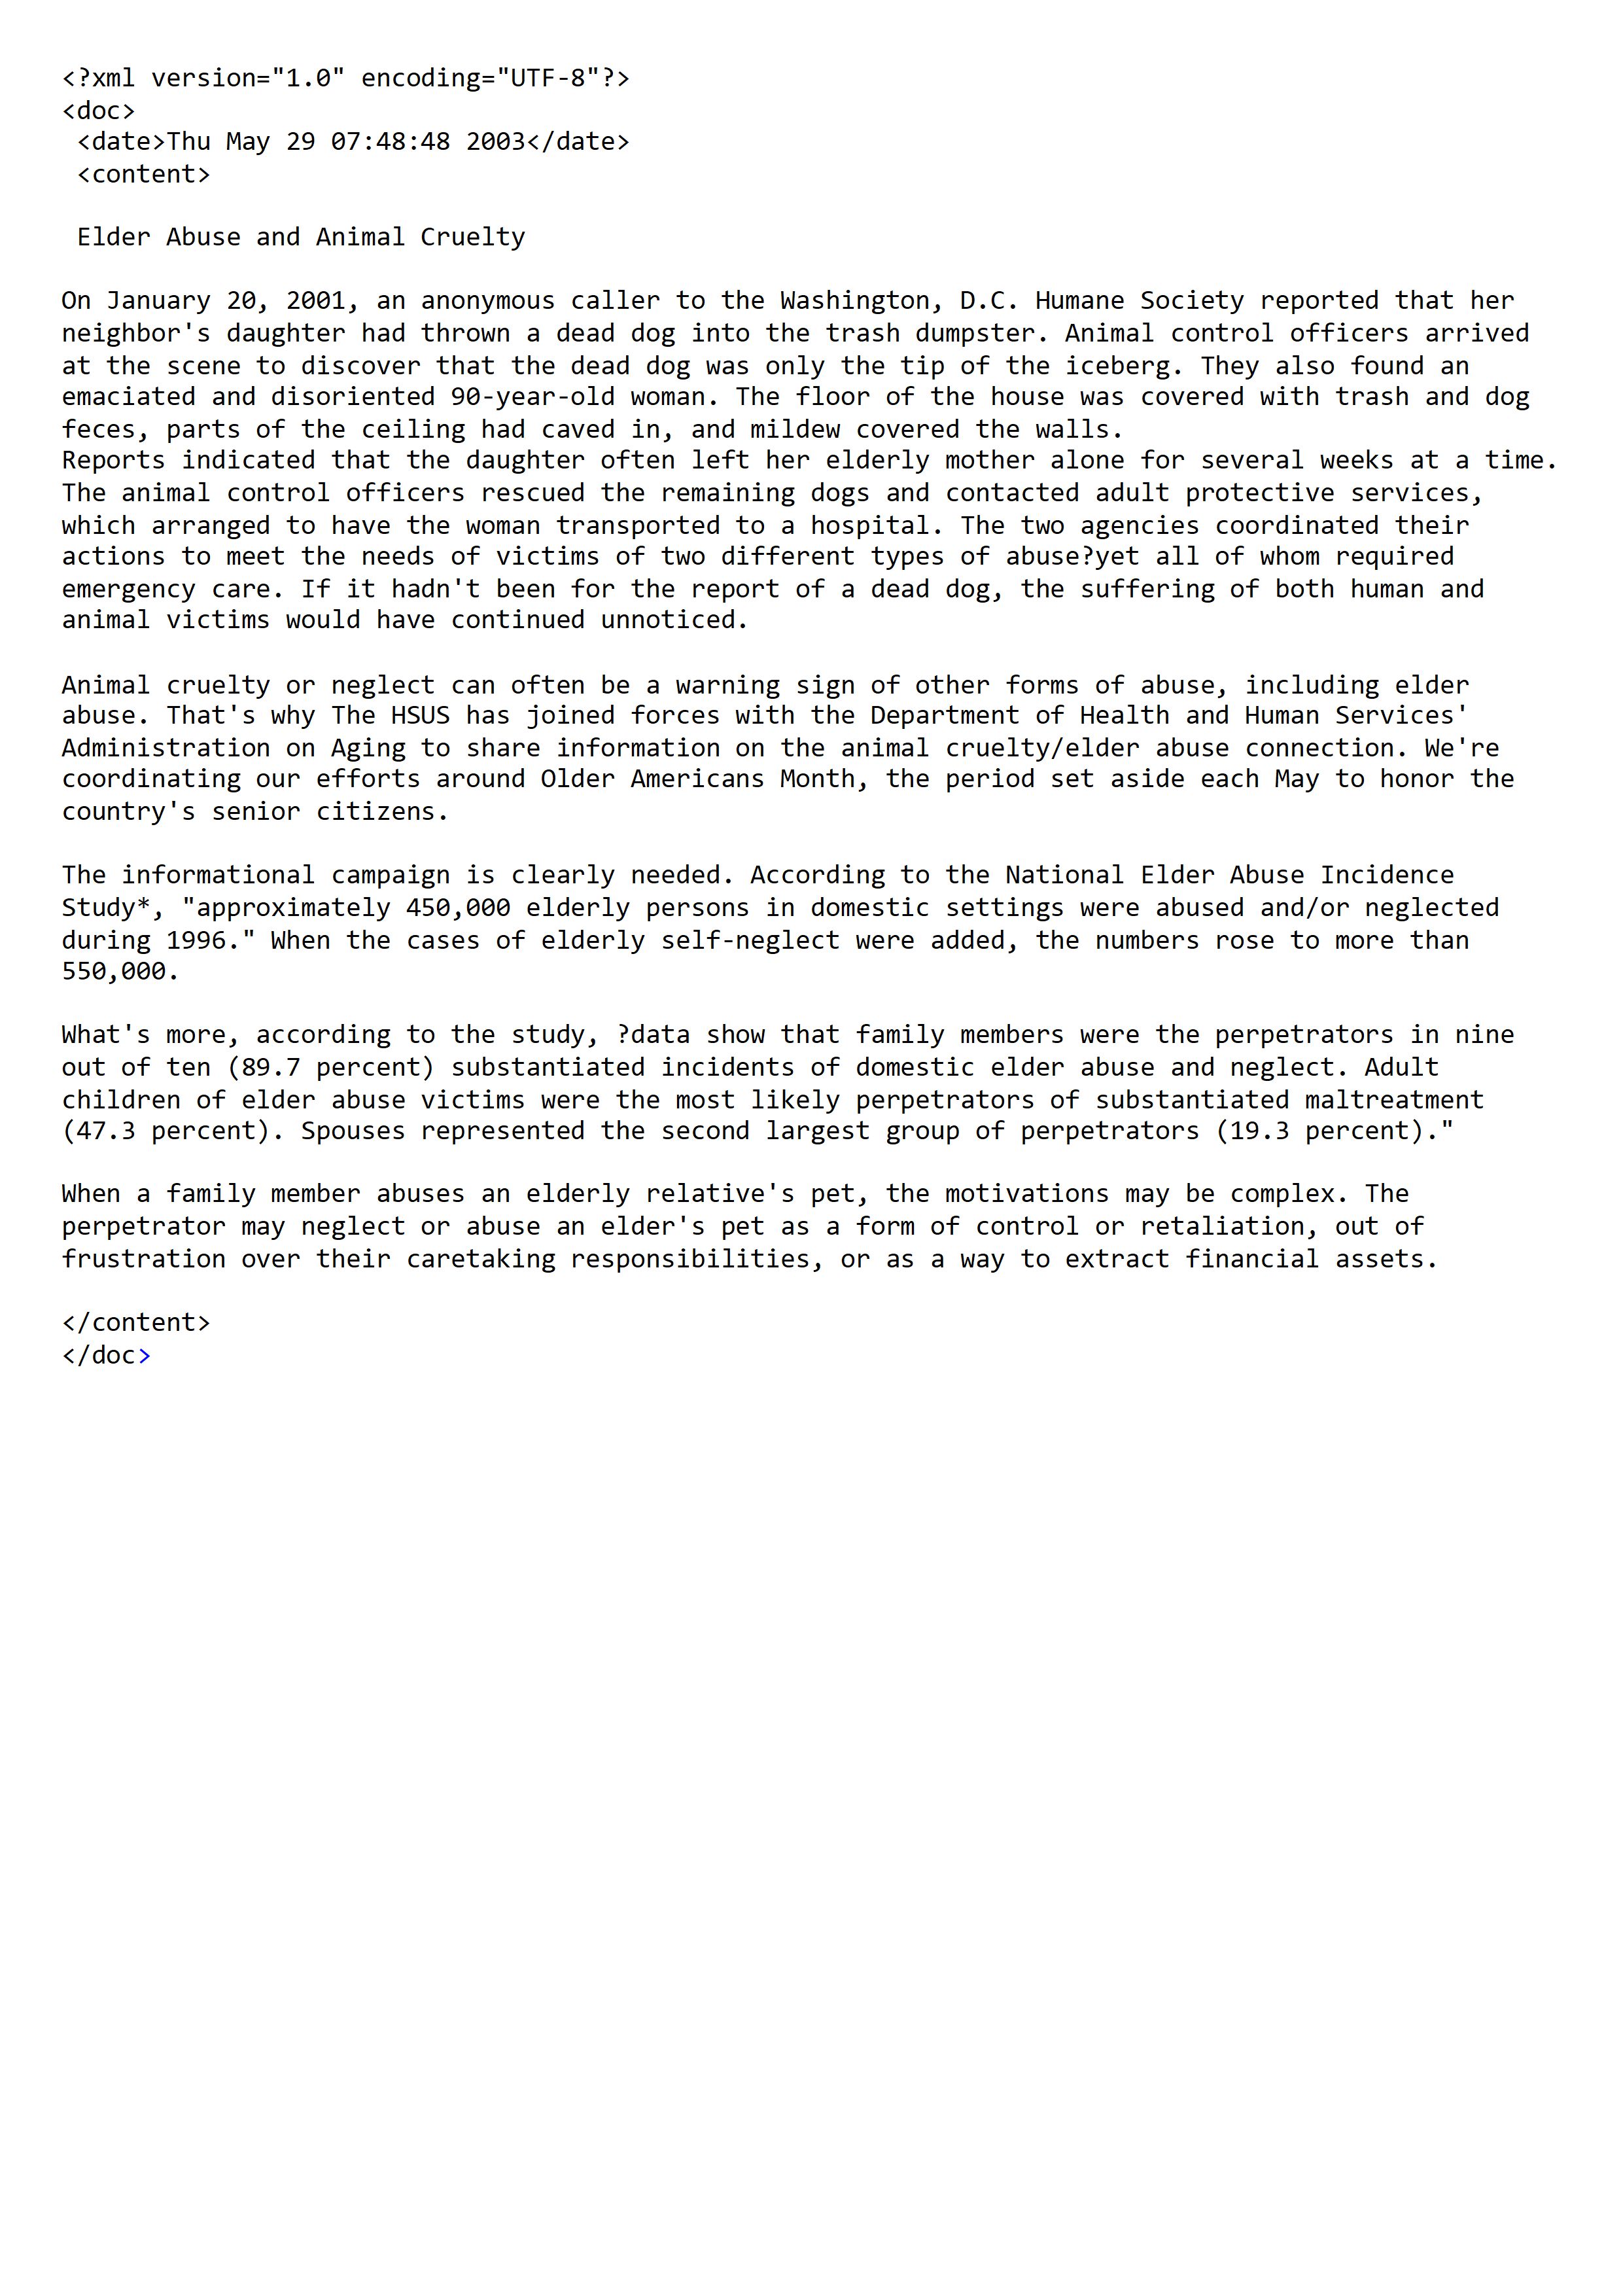 <?xml version="1.0" encoding="UTF-8"?>
<doc>
<date>Thu May 29 07:48:48 2003</date>
<content>
Elder Abuse and Animal Cruelty
On January 20, 2001, an anonymous caller to the Washington, D.C. Humane Society reported that her
neighbor's daughter had thrown a dead dog into the trash dumpster. Animal control officers arrived
at the scene to discover that the dead dog was only the tip of the iceberg. They also found an
emaciated and disoriented 90-year-old woman. The floor of the house was covered with trash and dog
feces, parts of the ceiling had caved in, and mildew covered the walls.
Reports indicated that the daughter often left her elderly mother alone for several weeks at a time.
The animal control officers rescued the remaining dogs and contacted adult protective services,
which arranged to have the woman transported to a hospital. The two agencies coordinated their
actions to meet the needs of victims of two different types of abuse?yet all of whom required
emergency care. If it hadn't been for the report of a dead dog, the suffering of both human and
animal victims would have continued unnoticed.
Animal cruelty or neglect can often be a warning sign of other forms of abuse, including elder
abuse. That's why The HSUS has joined forces with the Department of Health and Human Services'
Administration on Aging to share information on the animal cruelty/elder abuse connection. We're
coordinating our efforts around Older Americans Month, the period set aside each May to honor the
country's senior citizens.
The informational campaign is clearly needed. According to the National Elder Abuse Incidence
Study*, "approximately 450,000 elderly persons in domestic settings were abused and/or neglected
during 1996." When the cases of elderly self-neglect were added, the numbers rose to more than
550,000.
What's more, according to the study, ?data show that family members were the perpetrators in nine
out of ten (89.7 percent) substantiated incidents of domestic elder abuse and neglect. Adult
children of elder abuse victims were the most likely perpetrators of substantiated maltreatment
(47.3 percent). Spouses represented the second largest group of perpetrators (19.3 percent)."
When a family member abuses an elderly relative's pet, the motivations may be complex. The
perpetrator may neglect or abuse an elder's pet as a form of control or retaliation, out of
frustration over their caretaking responsibilities, or as a way to extract financial assets.
</content>
</doc>